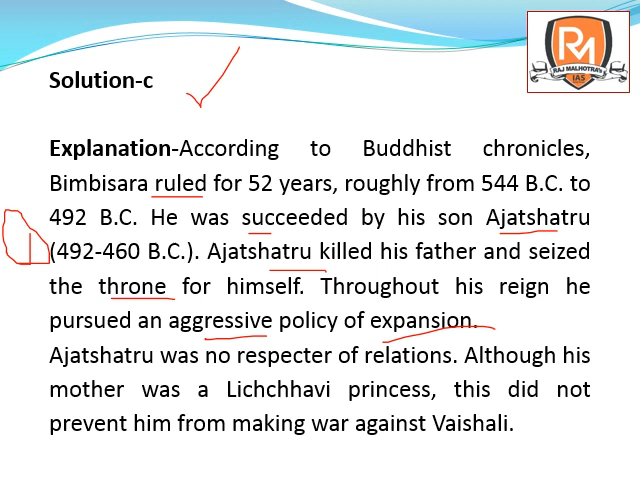 RM
RAJ MALHOTRA'S
IAS
Solution-c
Explanation-According to Buddhist chronicles,
Bimbisara ruled for 52 years, roughly from 544 B.C. to
492 B.C. He was succeeded by his son Ajatshatru
(492-460 B.C.). Ajatshatru killed his father and seized
the throne for himself. Throughout his reign he
pursued an aggressive policy of expansion.
Ajatshatru was no respecter of relations. Although his
mother was a Lichchhavi princess, this did not
prevent him from making war against Vaishali.